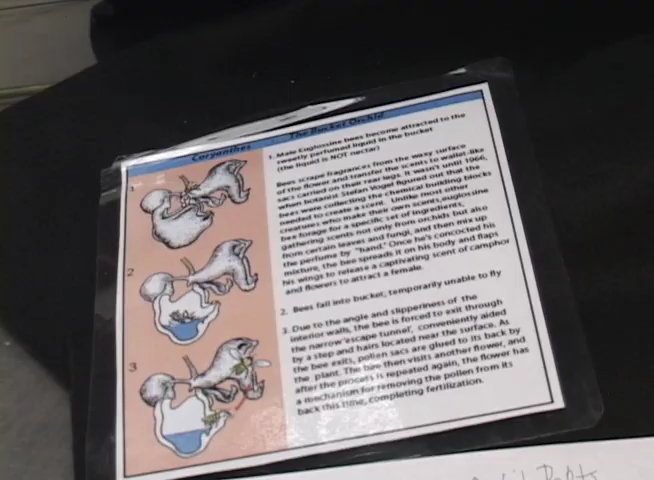 Coryanthes The Bucket Orchid
1. Male Euglossine bees become attracted to the
sweetly perfumed liquid in the bucket
(the liquid is NOT nectar)
Bees scrape fragrances from the waxy surface
of the flower and transfer the scents to wallet-like
sacs carried on their rear legs. It wasn't until 1966,
when botanist Stefan Vogel figured out that the
bees were collecting the chemical building blocks
needed to create a scent. Unlike most other
creatures who make their own scents, euglossine
bee forage for a specific set of ingredients,
gathering scents not only from orchids but also
from certain leaves and fungi, and then mix up
the perfume by "hand." Once he's concocted his
mixture, the bee spreads it on his body and flaps
his wings to release a captivating scent of camphor
and flowers to attract a female.
2. Bees fall into bucket, temporarily unable to fly
3. Due to the angle and slipperiness of the
interior walls, the bee is forced to exit through
the narrow 'escape tunnel', conveniently aided
by a step and hairs located near the surface. As
the bee exits, pollen sacs are glued to its back by
the plant. The bee then visits another flower, and
after the process is repeated again, the flower has
a mechanism for removing the pollen from its
back this time, completing fertilization.
1
2
3